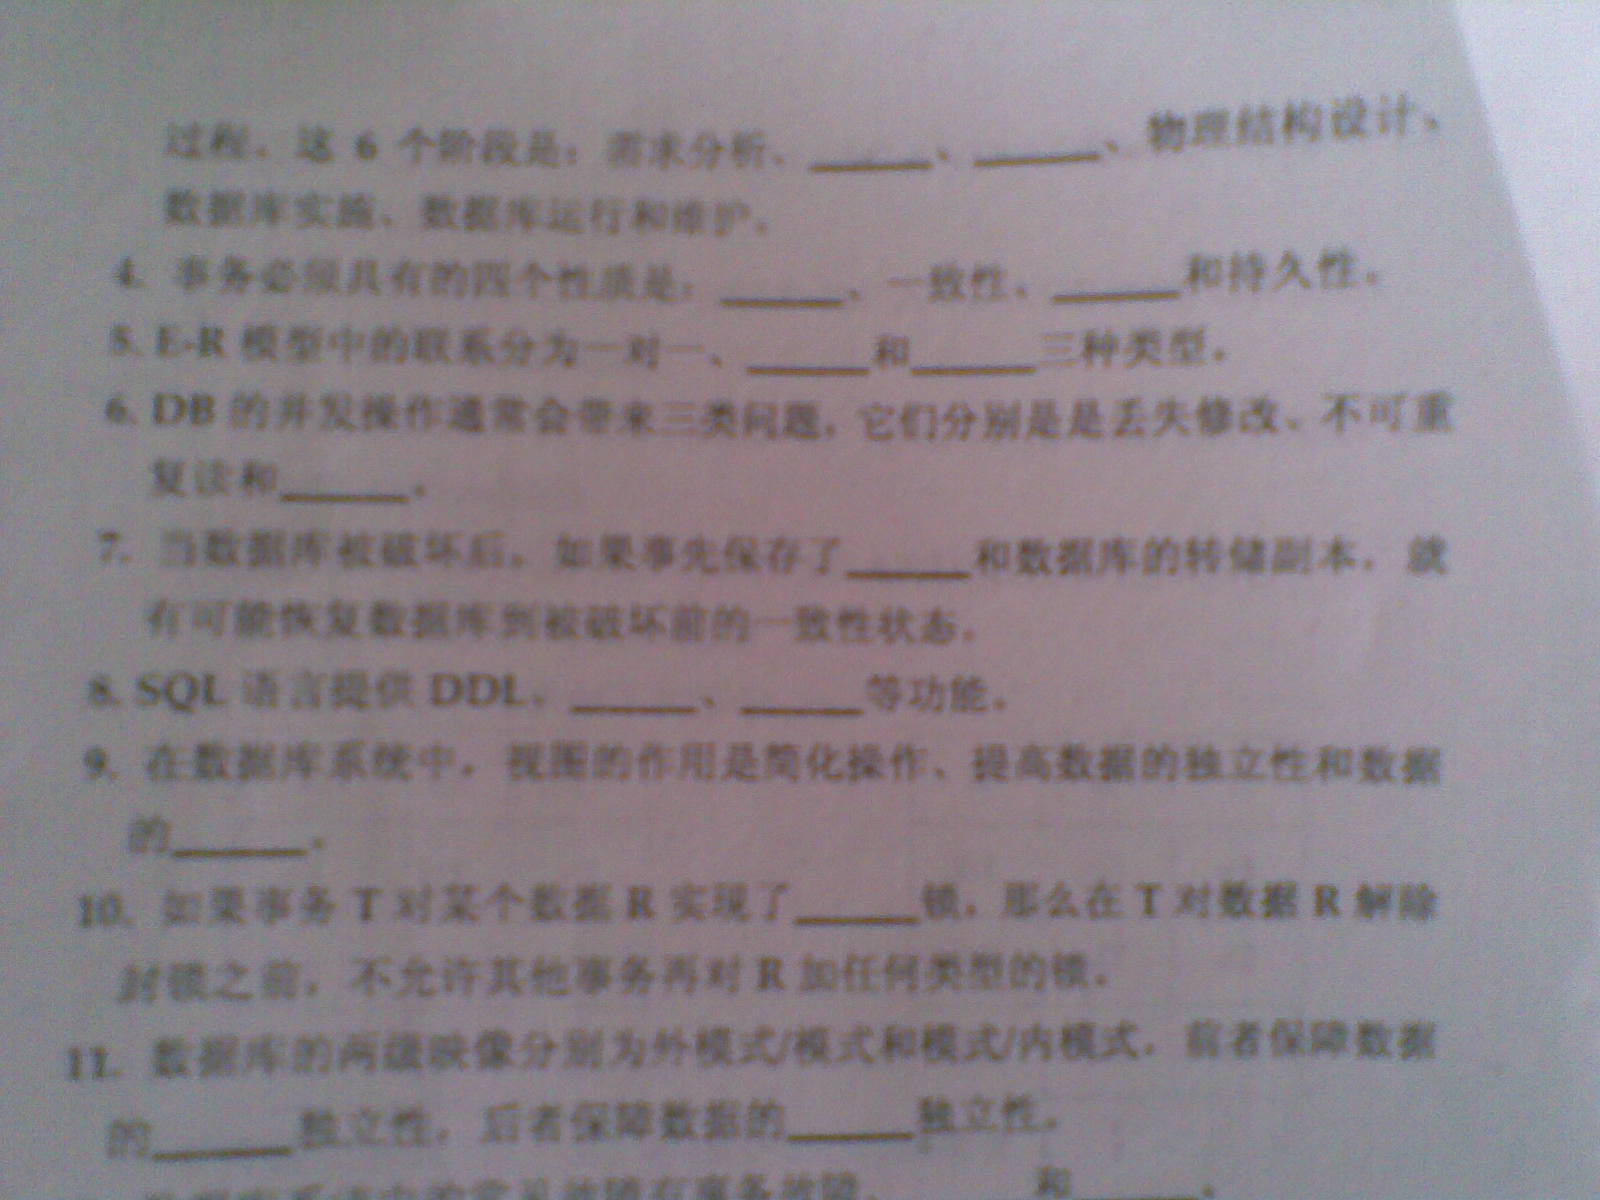 过程。这 6 个阶段是：需求分析、______、______、物理结构设计、
数据库实施、数据库运行和维护。
4. 事务必须具有的四个性质是：______、一致性、______和持久性。
5. E-R 模型中的联系分为一对一、______和______三种类型。
6. DB 的并发操作通常会带来三类问题，它们分别是是丢失修改、不可重
复读和______。
7. 当数据库被破坏后，如果事先保存了______和数据库的转储副本，就
有可能恢复数据库到被破坏前的一致性状态。
8. SQL 语言提供 DDL、______、______等功能。
9. 在数据库系统中，视图的作用是简化操作、提高数据的独立性和数据
的______。
10. 如果事务 T 对某个数据 R 实现了______锁，那么在 T 对数据 R 解除
封锁之前，不允许其他事务再对 R 加任何类型的锁。
11. 数据库的两级映像分别为外模式/模式和模式/内模式，前者保障数据
的______独立性，后者保障数据的______独立性。
和______。